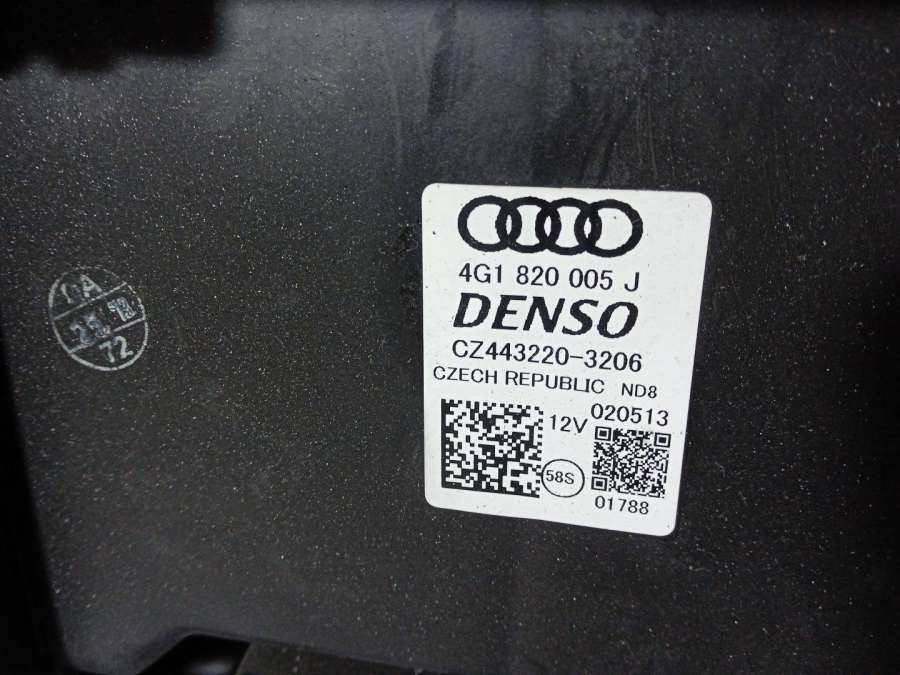 4G1 820 005 J
DENSO
CZ443220-3206
CZECH REPUBLIC ND8
12V 020513
58S
01788
72